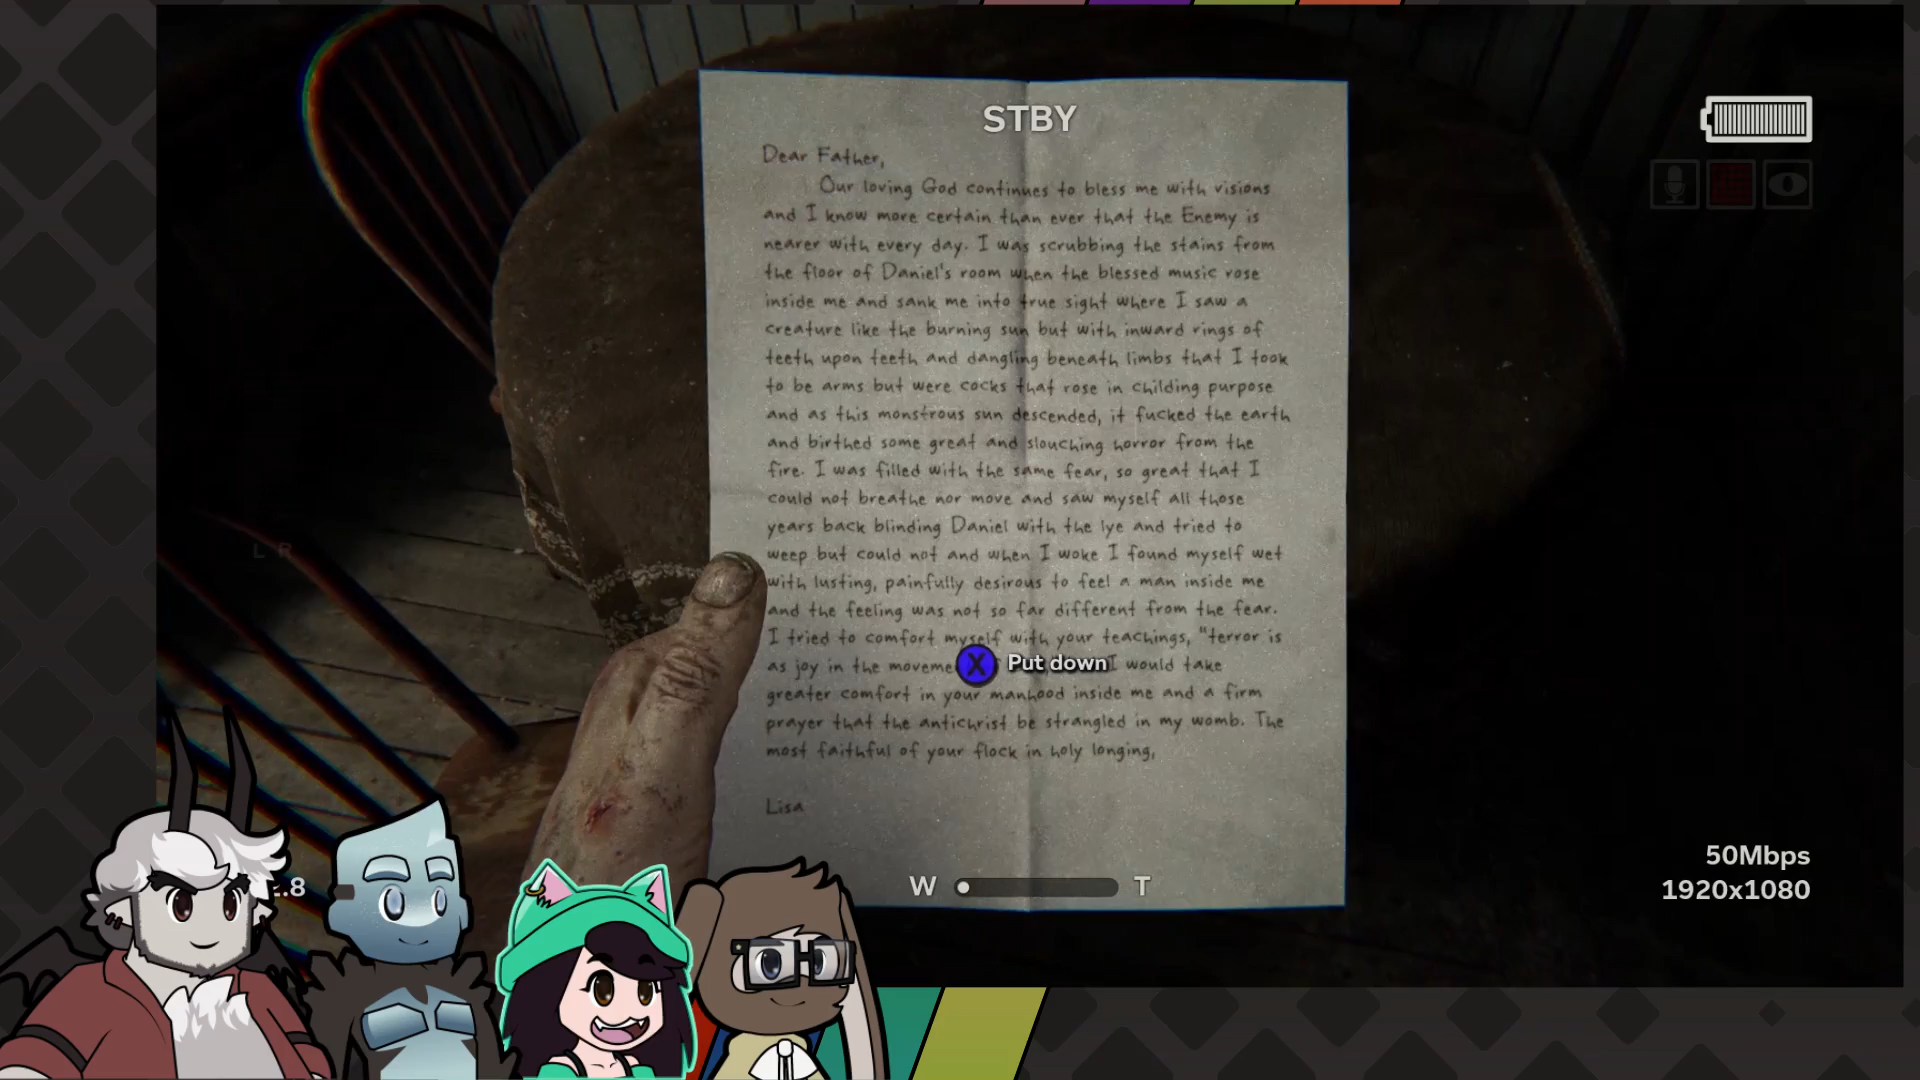 STBY
Dear Father,
Our loving God continues to bless me with visions
and I know more certain than ever that the Enemy is
nearer with every day. I was scrubbing the stains from
the floor of Daniel's room when the blessed music rose
inside me and sank me into true sight where I saw a
creature like the burning sun but with inward rings of
teeth upon teeth and dangling beneath limbs that I took
to be arms but were cocks that rose in childing purpose
and as this monstrous sun descended, it fucked the earth
and birthed some great and slouching horror from the
fire. I was filled with the same fear, so great that I
could not breathe nor move and saw myself all those
years back blinding Daniel with the lye and tried to
weep but could not and when I woke I found myself wet
with lusting, painfully desirous to feel a man inside me
and the feeling was not so far different from the fear.
I tried to comfort myself with your teachings, "terror is
as joy in the I would take
X Put down
greater comfort in your manhood inside me and a firm
prayer that the antichrist be strangled in my womb. The
most faithful of your flock in holy longing,
Lisa
L R
.8
W T
50Mbps
1920x1080